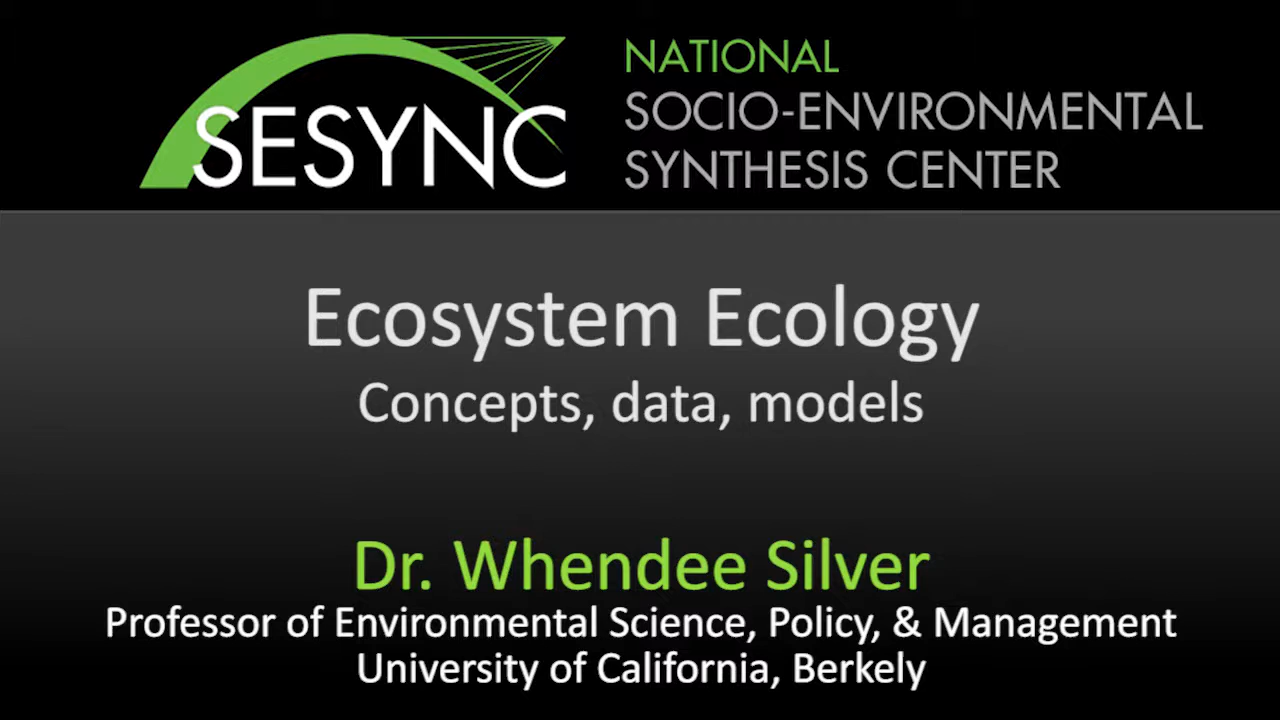 SESYNC
NATIONAL
SOCIO-ENVIRONMENTAL
SYNTHESIS CENTER
Ecosystem Ecology
Concepts, data, models
Dr. Whendee Silver
Professor of Environmental Science, Policy, & Management
University of California, Berkely